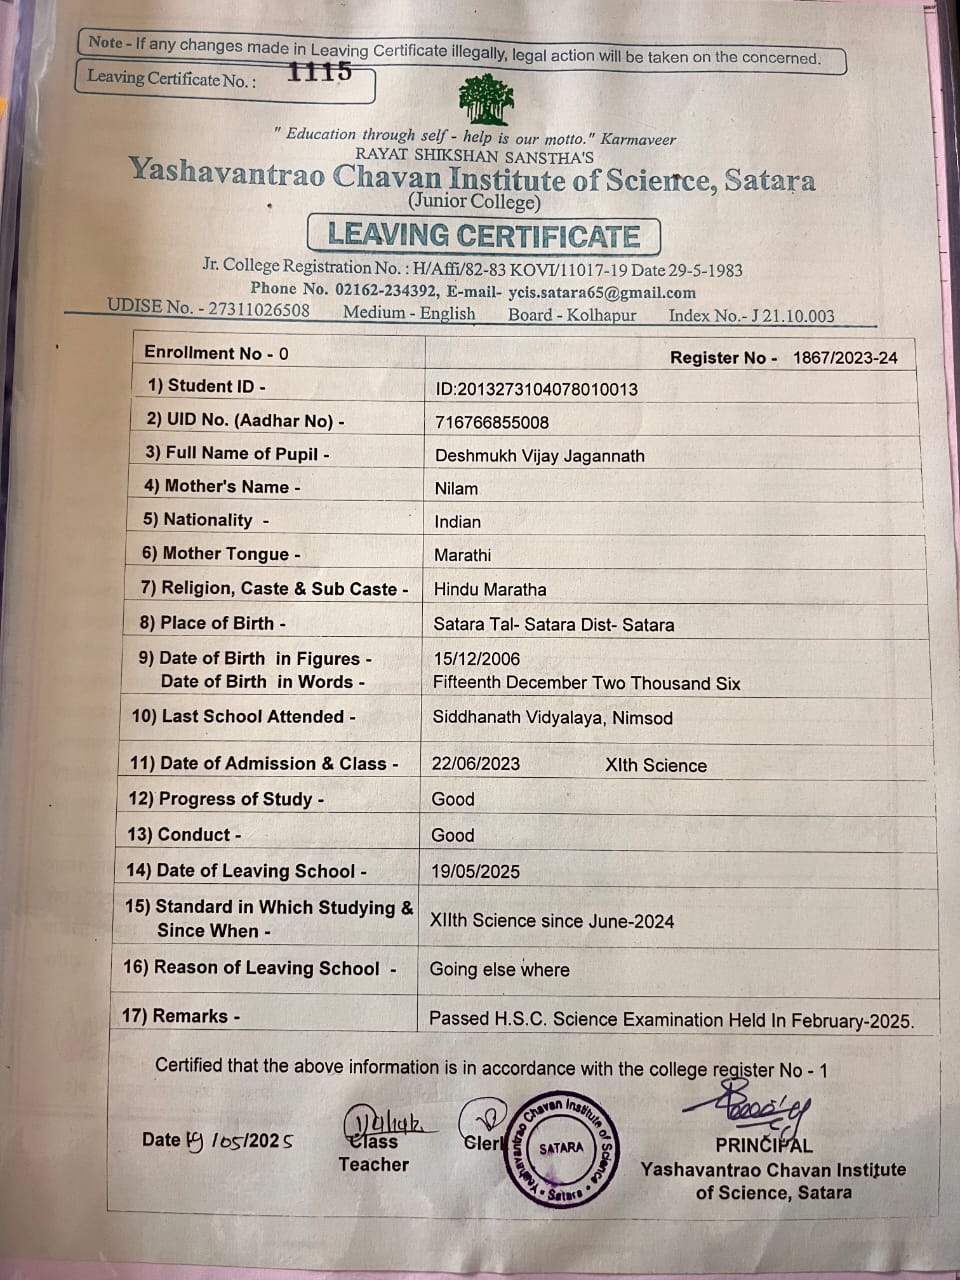 Note - If any changes made in Leaving Certificate illegally, legal action will be taken on the concerned.
Leaving Certificate No. : 1115
" Education through self - help is our motto." Karmaveer
RAYAT SHIKSHAN SANSTHA'S
Yashavantrao Chavan Institute of Science, Satara
(Junior College)
LEAVING CERTIFICATE
Jr. College Registration No. : H/Affi/82-83 KOVI/11017-19 Date 29-5-1983
Phone No. 02162-234392, E-mail- ycis.satara65@gmail.com
UDISE No. - 27311026508 Medium - English Board - Kolhapur Index No.- J 21.10.003
Enrollment No - 0 Register No - 1867/2023-24
1) Student ID - ID:2013273104078010013
2) UID No. (Aadhar No) - 716766855008
3) Full Name of Pupil - Deshmukh Vijay Jagannath
4) Mother's Name - Nilam
5) Nationality - Indian
6) Mother Tongue - Marathi
7) Religion, Caste & Sub Caste - Hindu Maratha
8) Place of Birth - Satara Tal- Satara Dist- Satara
9) Date of Birth in Figures - 15/12/2006
Date of Birth in Words - Fifteenth December Two Thousand Six
10) Last School Attended - Siddhanath Vidyalaya, Nimsod
11) Date of Admission & Class - 22/06/2023 XIth Science
12) Progress of Study - Good
13) Conduct - Good
14) Date of Leaving School - 19/05/2025
15) Standard in Which Studying &
Since When - XIIth Science since June-2024
16) Reason of Leaving School - Going else where
17) Remarks - Passed H.S.C. Science Examination Held In February-2025.
Certified that the above information is in accordance with the college register No - 1
Date 19/05/2025
Class
Teacher
Clerk
Yashavantrao Chavan Institute of Science
SATARA
Satara
PRINCIPAL
Yashavantrao Chavan Institute
of Science, Satara